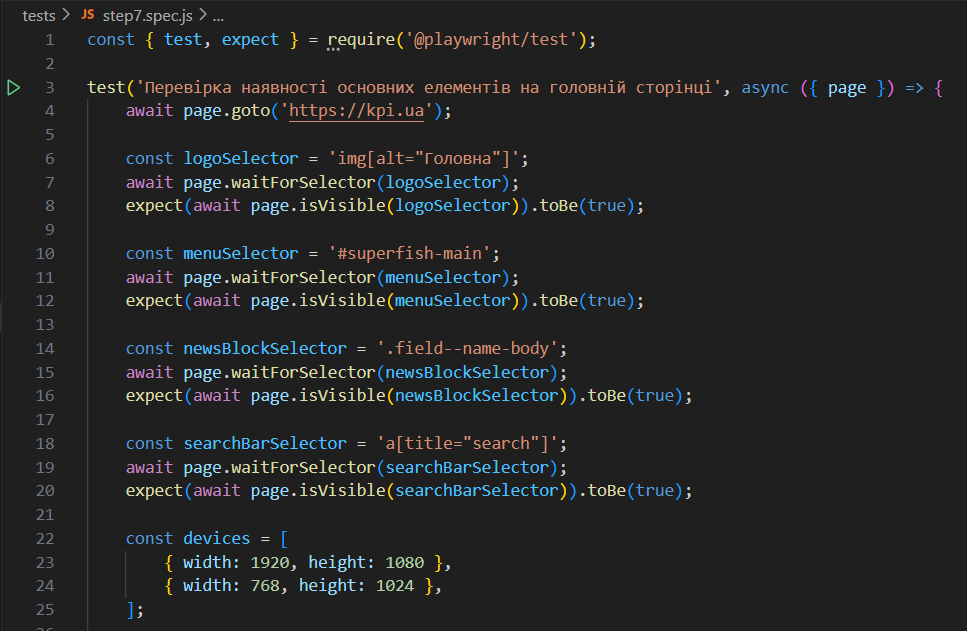 tests > JS step7.spec.js > ...
1 const { test, expect } = require('@playwright/test');
2
3 test('Перевірка наявності основних елементів на головній сторінці', async ({ page }) => {
4 await page.goto('https://kpi.ua');
5
6 const logoSelector = 'img[alt="Головна"]';
7 await page.waitForSelector(logoSelector);
8 expect(await page.isVisible(logoSelector)).toBe(true);
9
10 const menuSelector = '#superfish-main';
11 await page.waitForSelector(menuSelector);
12 expect(await page.isVisible(menuSelector)).toBe(true);
13
14 const newsBlockSelector = '.field--name-body';
15 await page.waitForSelector(newsBlockSelector);
16 expect(await page.isVisible(newsBlockSelector)).toBe(true);
17
18 const searchBarSelector = 'a[title="search"]';
19 await page.waitForSelector(searchBarSelector);
20 expect(await page.isVisible(searchBarSelector)).toBe(true);
21
22 const devices = [
23 { width: 1920, height: 1080 },
24 { width: 768, height: 1024 },
25 ];